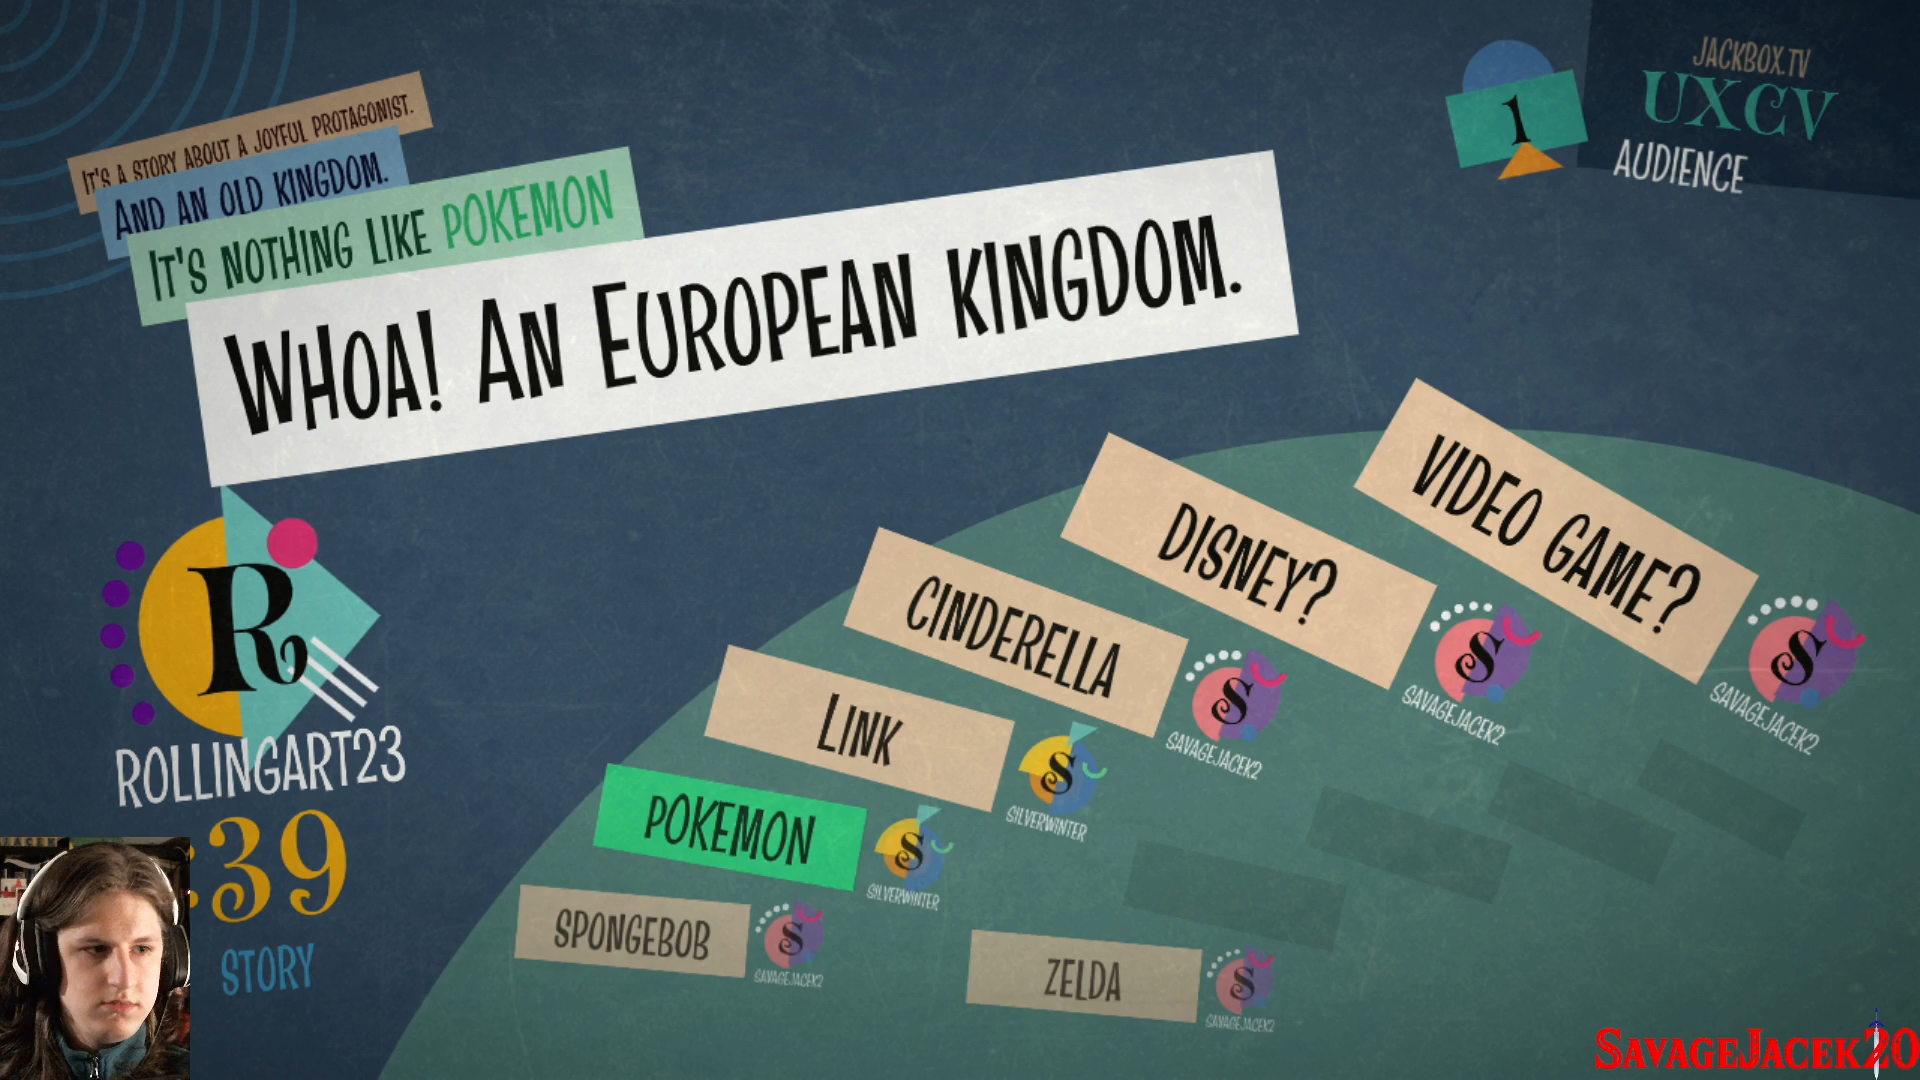 IT'S A STORY ABOUT A JOYFUL PROTAGONIST.
AND AN OLD KINGDOM.
IT'S NOTHING LIKE POKEMON
WHOA! AN EUROPEAN KINGDOM.
JACKBOX.TV
UXCV
1
AUDIENCE
VIDEO GAME?
SAVAGEJACEK2
DISNEY?
SAVAGEJACEK2
CINDERELLA
SAVAGEJACEK2
LINK
SILVERWINTER
POKEMON
SILVERWINTER
SPONGEBOB
SAVAGEJACEK2
ZELDA
SAVAGEJACEK2
R
ROLLINGART23
:39
STORY
S
S
S
S
S
S
S
SAVAGEJACEK20